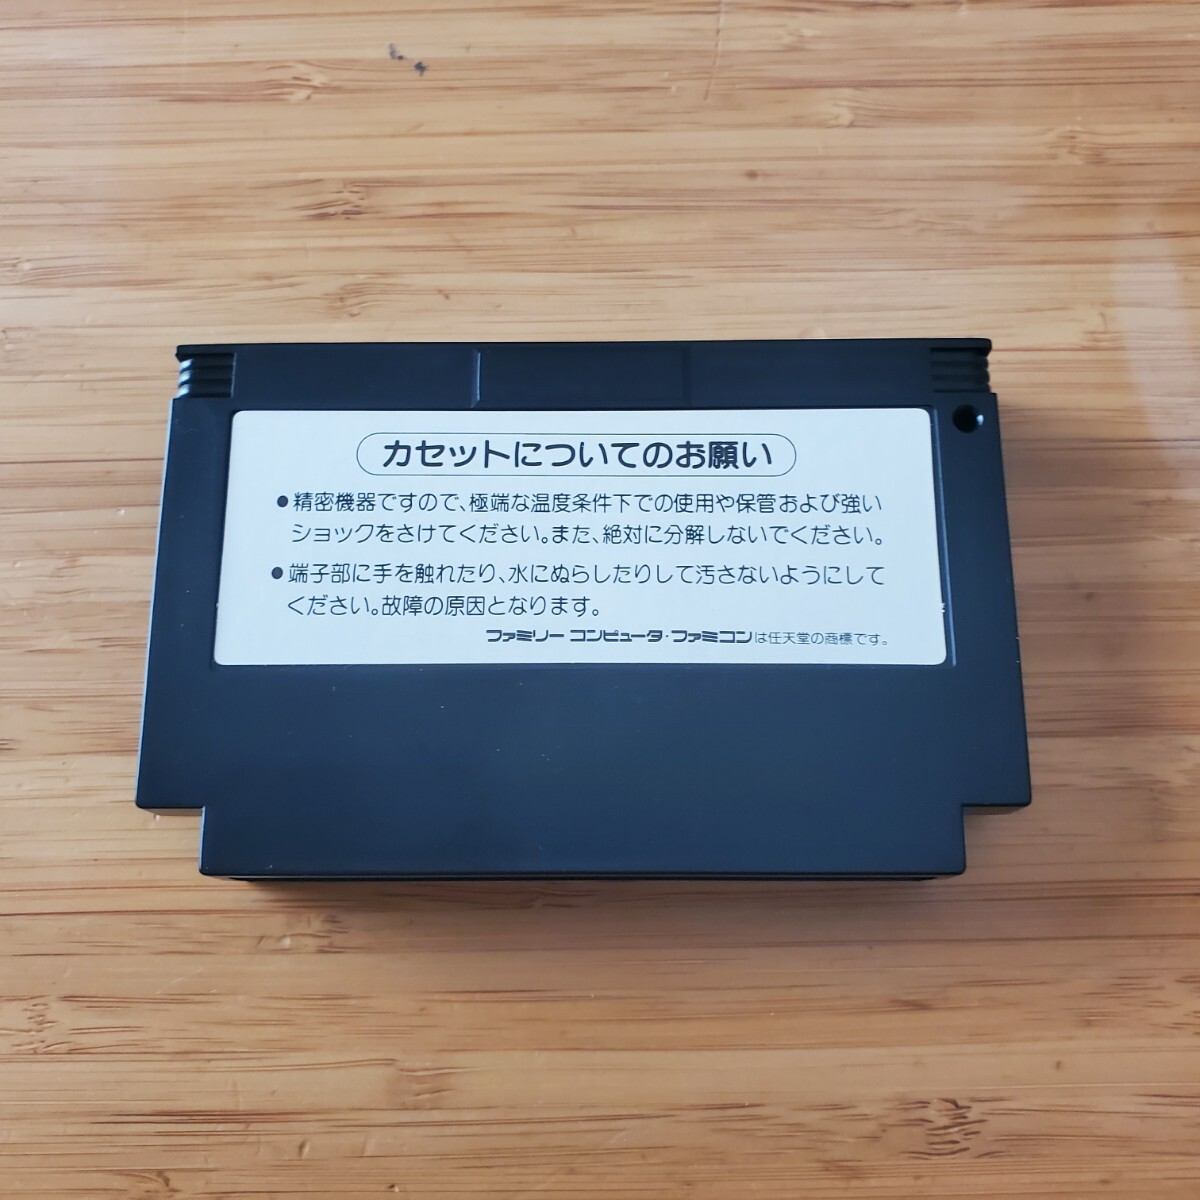 カセットについてのお願い
●精密機器ですので、極端な温度条件下での使用や保管および強い
ショックをさけてください。また、絶対に分解しないでください。
●端子部に手を触れたり、水にぬらしたりして汚さないようにして
ください。故障の原因となります。
ファミリー コンピュータ・ファミコンは任天堂の商標です。